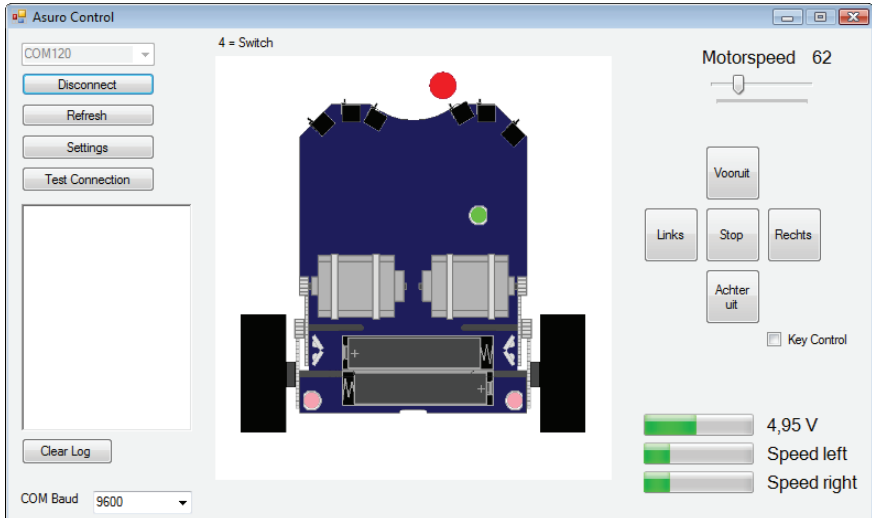 Asuro Control
COM120
4 = Switch
Disconnect
Refresh
Settings
Test Connection
Clear Log
COM Baud 9600
Motorspeed 62
Vooruit
Links Stop Rechts
Achter
uit
Key Control
4,95 V
Speed left
Speed right